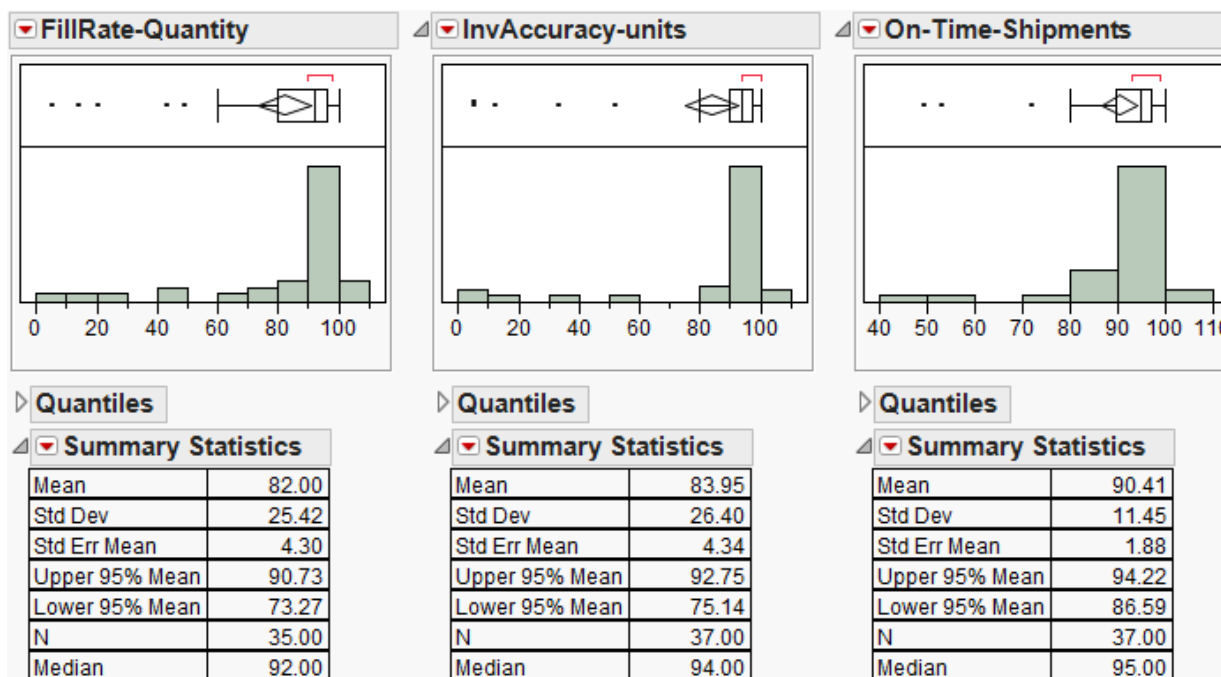 FillRate-Quantity
0 20 40 60 80 100
Quantiles
Summary Statistics
Mean 82.00
Std Dev 25.42
Std Err Mean 4.30
Upper 95% Mean 90.73
Lower 95% Mean 73.27
N 35.00
Median 92.00
InvAccuracy-units
0 20 40 60 80 100
Quantiles
Summary Statistics
Mean 83.95
Std Dev 26.40
Std Err Mean 4.34
Upper 95% Mean 92.75
Lower 95% Mean 75.14
N 37.00
Median 94.00
On-Time-Shipments
40 50 60 70 80 90 100 110
Quantiles
Summary Statistics
Mean 90.41
Std Dev 11.45
Std Err Mean 1.88
Upper 95% Mean 94.22
Lower 95% Mean 86.59
N 37.00
Median 95.00